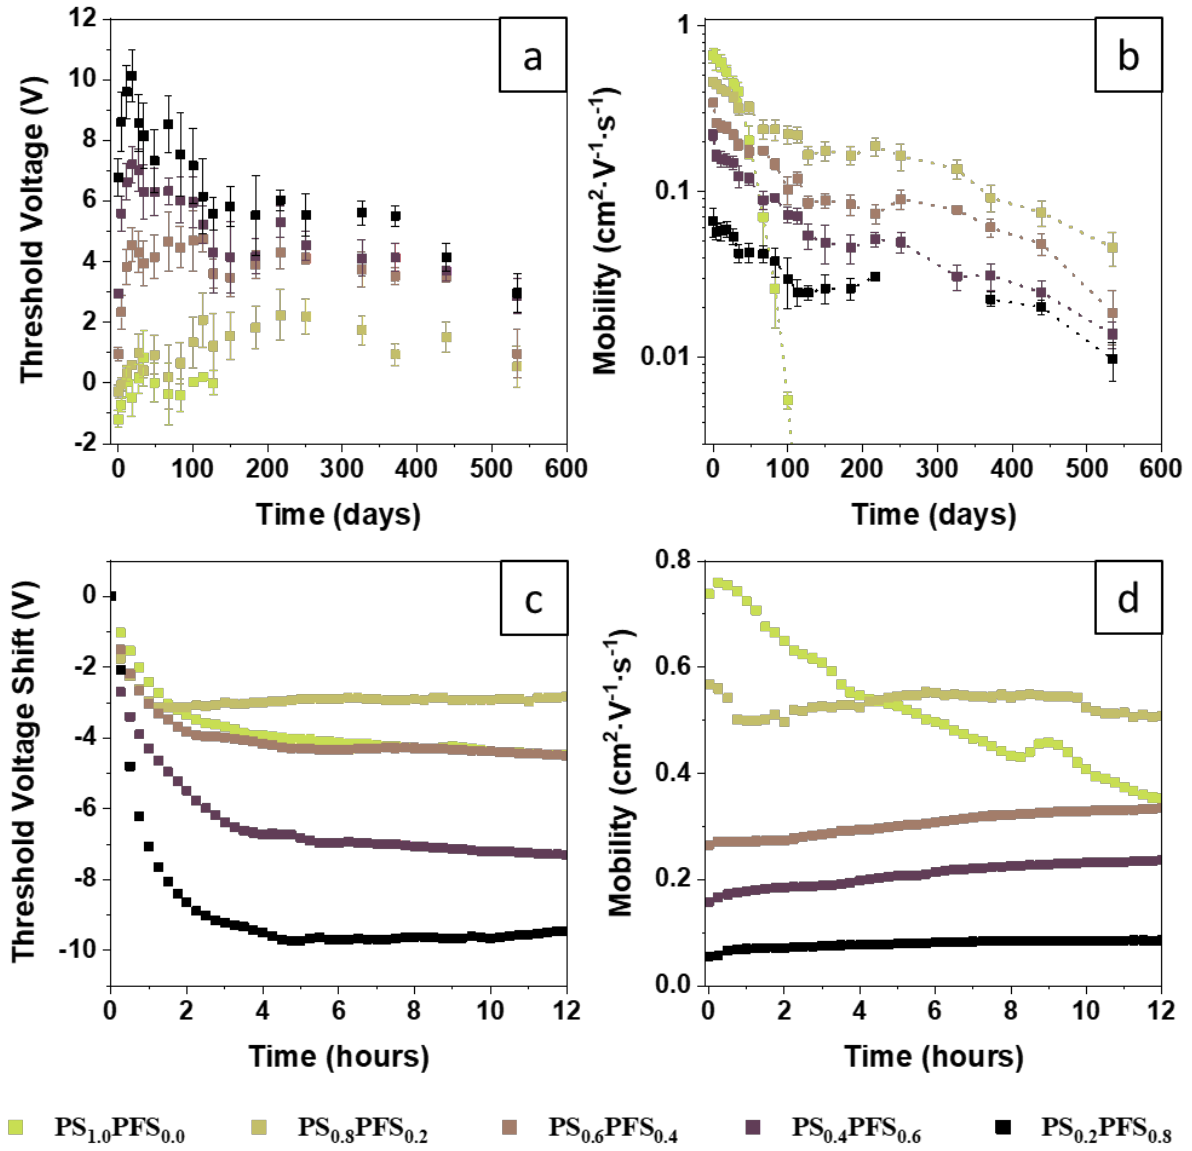 a
12
10
8
6
4
2
0
-2
Threshold Voltage (V)
0 100 200 300 400 500 600
Time (days)
b
1
0.1
0.01
Mobility (cm²·V⁻¹·s⁻¹)
0 100 200 300 400 500 600
Time (days)
c
0
-2
-4
-6
-8
-10
Threshold Voltage Shift (V)
0 2 4 6 8 10 12
Time (hours)
d
0.8
0.6
0.4
0.2
0.0
Mobility (cm²·V⁻¹·s⁻¹)
0 2 4 6 8 10 12
Time (hours)
PS₁.₀PFS₀.₀ PS₀.₈PFS₀.₂ PS₀.₆PFS₀.₄ PS₀.₄PFS₀.₆ PS₀.₂PFS₀.₈